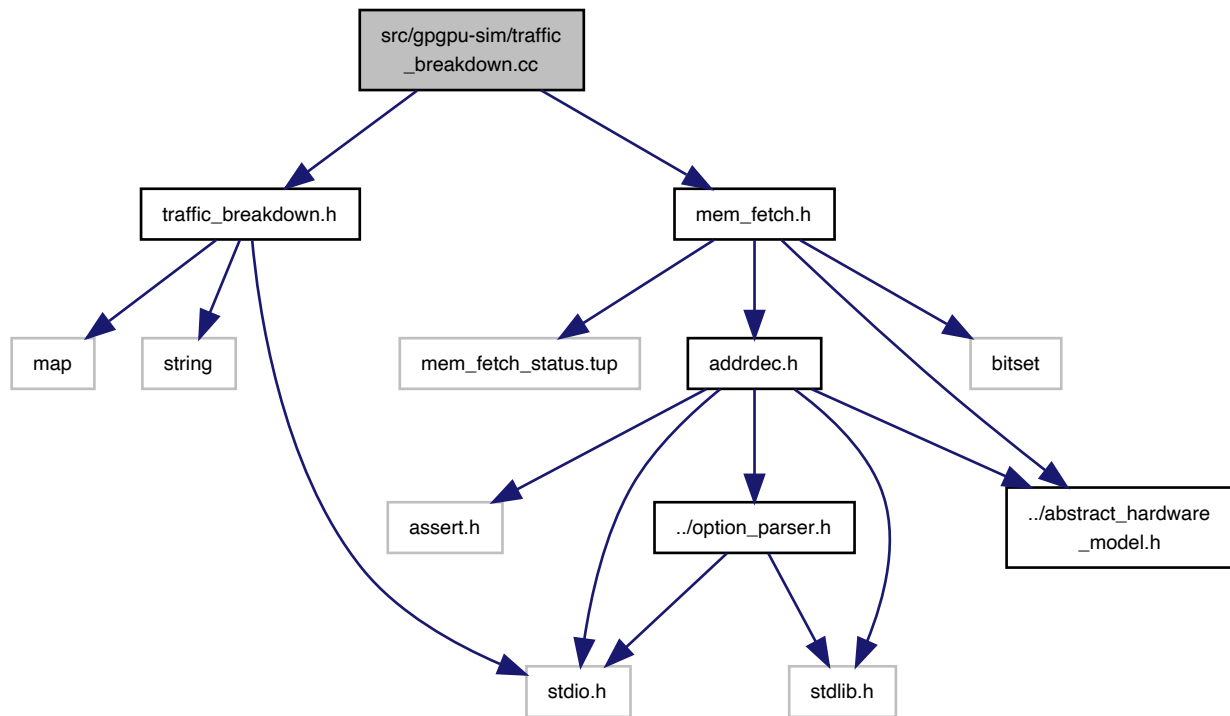 src/gpgpu-sim/traffic
_breakdown.cc
traffic_breakdown.h
mem_fetch.h
map
string
mem_fetch_status.tup
addrdec.h
bitset
assert.h
../option_parser.h
../abstract_hardware
_model.h
stdio.h
stdlib.h